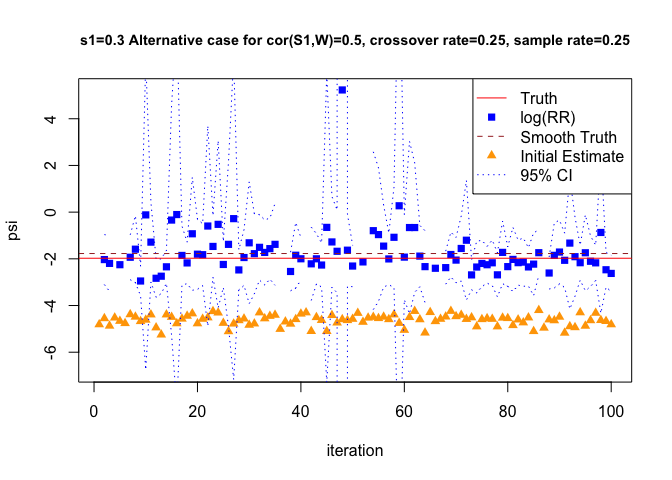 s1=0.3 Alternative case for cor(S1,W)=0.5, crossover rate=0.25, sample rate=0.25
Truth
log(RR)
Smooth Truth
Initial Estimate
95% CI
psi
4
2
0
-2
-4
-6
0 20 40 60 80 100
iteration